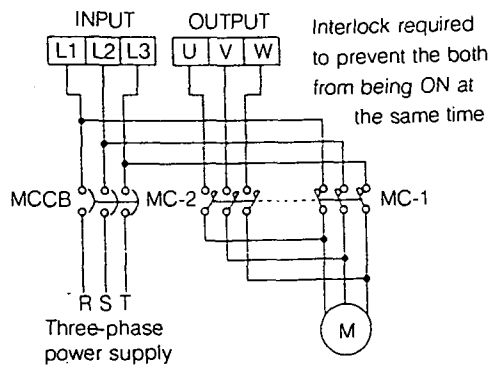 INPUT OUTPUT
L1 L2 L3 U V W
Interlock required
to prevent the both
from being ON at
the same time
MCCB MC-2 MC-1
R S T
Three-phase
power supply
M